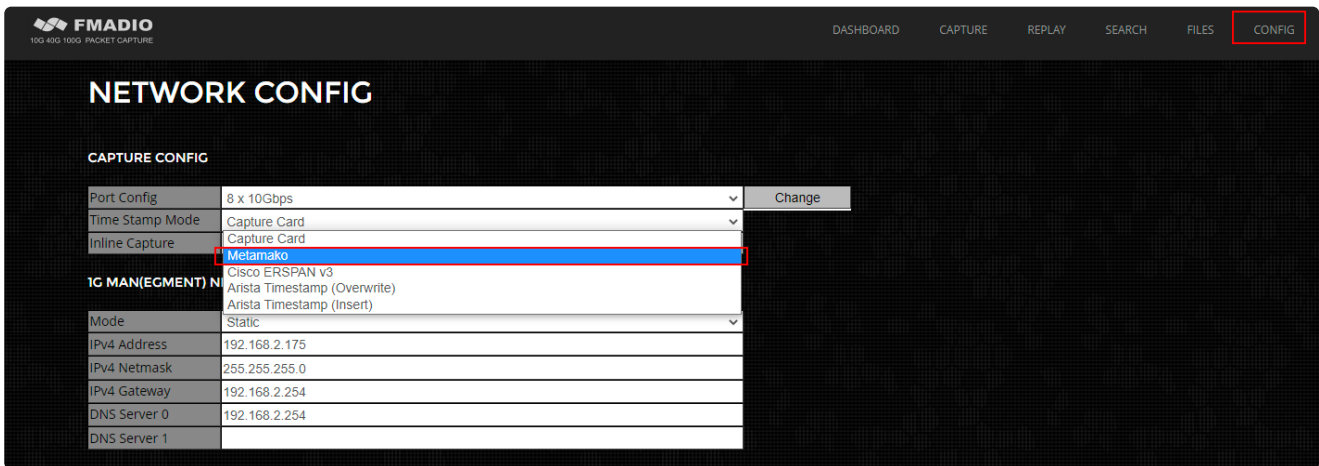 FMADIO
10G 40G 100G PACKET CAPTURE
DASHBOARD CAPTURE REPLAY SEARCH FILES CONFIG
NETWORK CONFIG
CAPTURE CONFIG
Port Config 8 x 10Gbps Change
Time Stamp Mode Capture Card
Inline Capture Capture Card
Metamako
Cisco ERSPAN v3
1G MAN(EGMENT) N Arista Timestamp (Overwrite)
Arista Timestamp (Insert)
Mode Static
IPv4 Address 192.168.2.175
IPv4 Netmask 255.255.255.0
IPv4 Gateway 192.168.2.254
DNS Server 0 192.168.2.254
DNS Server 1